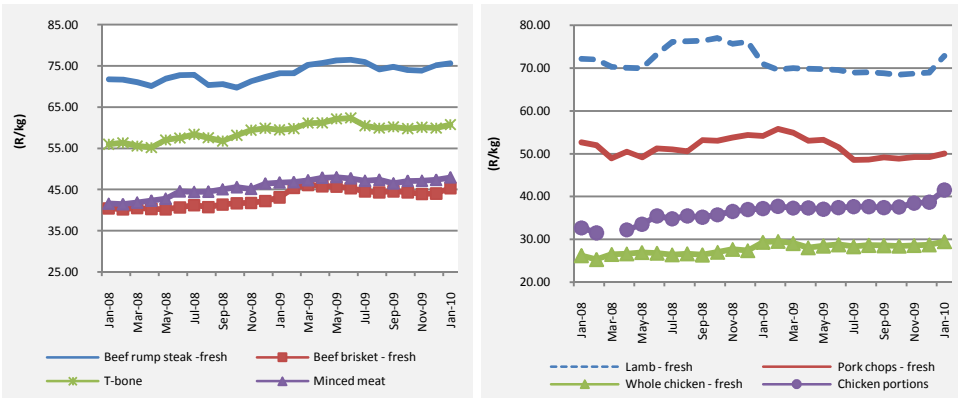 85.00
75.00
65.00
55.00
45.00
35.00
25.00
(R/kg)
Jan-08
Mar-08
May-08
Jul-08
Sep-08
Nov-08
Jan-09
Mar-09
May-09
Jul-09
Sep-09
Nov-09
Jan-10
Beef rump steak -fresh
Beef brisket - fresh
T-bone
Minced meat
80.00
70.00
60.00
50.00
40.00
30.00
20.00
(R/kg)
Jan-08
Mar-08
May-08
Jul-08
Sep-08
Nov-08
Jan-09
Mar-09
May-09
Jul-09
Sep-09
Nov-09
Jan-10
Lamb - fresh
Pork chops - fresh
Whole chicken - fresh
Chicken portions